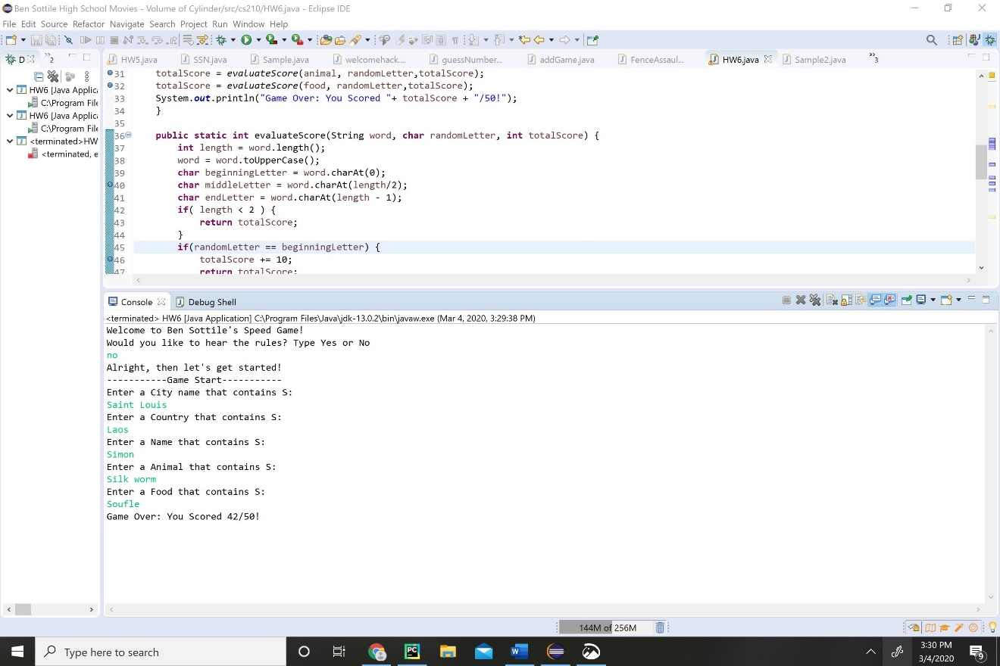 Ben Sottile High School Movies - Volume of Cylinder/src/cs210/HW6.java - Eclipse IDE
File Edit Source Refactor Navigate Search Project Run Window Help
D
2
HW5.java SSN.java Sample.java welcomehack.... guessNumber... addGame.java FenceAssaul... HW6.java Sample2.java 3
HW6 [Java Applic
C:\Program File
HW6 [Java Applic
C:\Program File
<terminated>HW
<terminated, e
31 totalScore = evaluateScore(animal, randomLetter,totalScore);
32 totalScore = evaluateScore(food, randomLetter,totalScore);
33 System.out.println("Game Over: You Scored "+ totalScore + "/50!");
34 }
35
36 public static int evaluateScore(String word, char randomLetter, int totalScore) {
37 int length = word.length();
38 word = word.toUpperCase();
39 char beginningLetter = word.charAt(0);
40 char middleLetter = word.charAt(length/2);
41 char endLetter = word.charAt(length - 1);
42 if( length < 2 ) {
43 return totalScore;
44 }
45 if(randomLetter == beginningLetter) {
46 totalScore += 10;
47 return totalScore;
Console Debug Shell
<terminated> HW6 [Java Application] C:\Program Files\Java\jdk-13.0.2\bin\javaw.exe (Mar 4, 2020, 3:29:38 PM)
Welcome to Ben Sottile's Speed Game!
Would you like to hear the rules? Type Yes or No
no
Alright, then let's get started!
-----------Game Start-----------
Enter a City name that contains S:
Saint Louis
Enter a Country that contains S:
Laos
Enter a Name that contains S:
Simon
Enter a Animal that contains S:
Silk worm
Enter a Food that contains S:
Soufle
Game Over: You Scored 42/50!
144M of 256M
Type here to search
PC
W
3:30 PM
3/4/2020
9